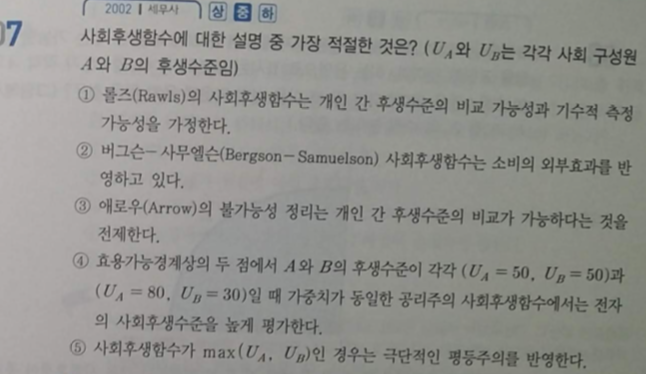 2002 세무사 상 중 하
07 사회후생함수에 대한 설명 중 가장 적절한 것은? (U_A와 U_B는 각각 사회 구성원
A와 B의 후생수준임)
① 롤즈(Rawls)의 사회후생함수는 개인 간 후생수준의 비교 가능성과 기수적 측정
가능성을 가정한다.
② 버그슨-사무엘슨(Bergson-Samuelson) 사회후생함수는 소비의 외부효과를 반
영하고 있다.
③ 애로우(Arrow)의 불가능성 정리는 개인 간 후생수준의 비교가 가능하다는 것을
전제한다.
④ 효용가능경계상의 두 점에서 A와 B의 후생수준이 각각 (U_A = 50, U_B = 50)과
(U_A = 80, U_B = 30)일 때 가중치가 동일한 공리주의 사회후생함수에서는 전자
의 사회후생수준을 높게 평가한다.
⑤ 사회후생함수가 max(U_A, U_B)인 경우는 극단적인 평등주의를 반영한다.